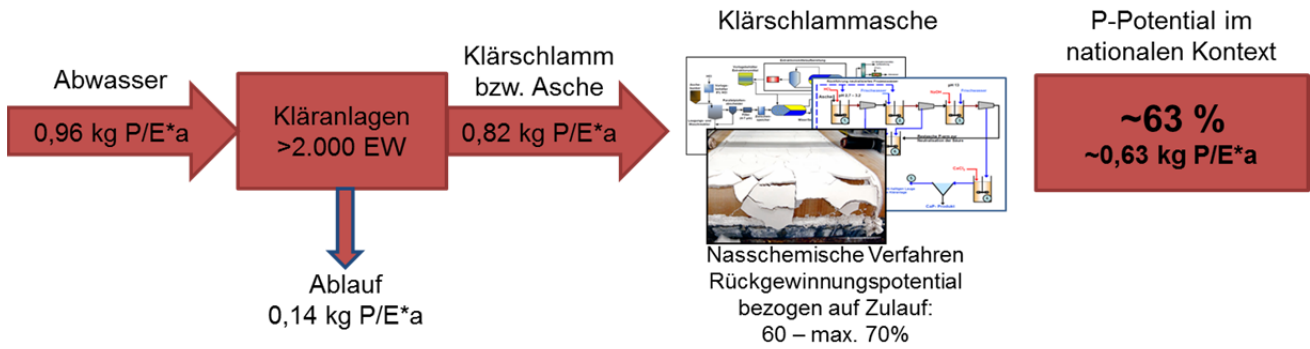 Abwasser
0,96 kg P/E*a
Kläranlagen
>2.000 EW
Ablauf
0,14 kg P/E*a
Klärschlamm
bzw. Asche
0,82 kg P/E*a
Klärschlammasche
Nasschemische Verfahren
Rückgewinnungspotential
bezogen auf Zulauf:
60 – max. 70%
P-Potential im
nationalen Kontext
~63 %
~0,63 kg P/E*a